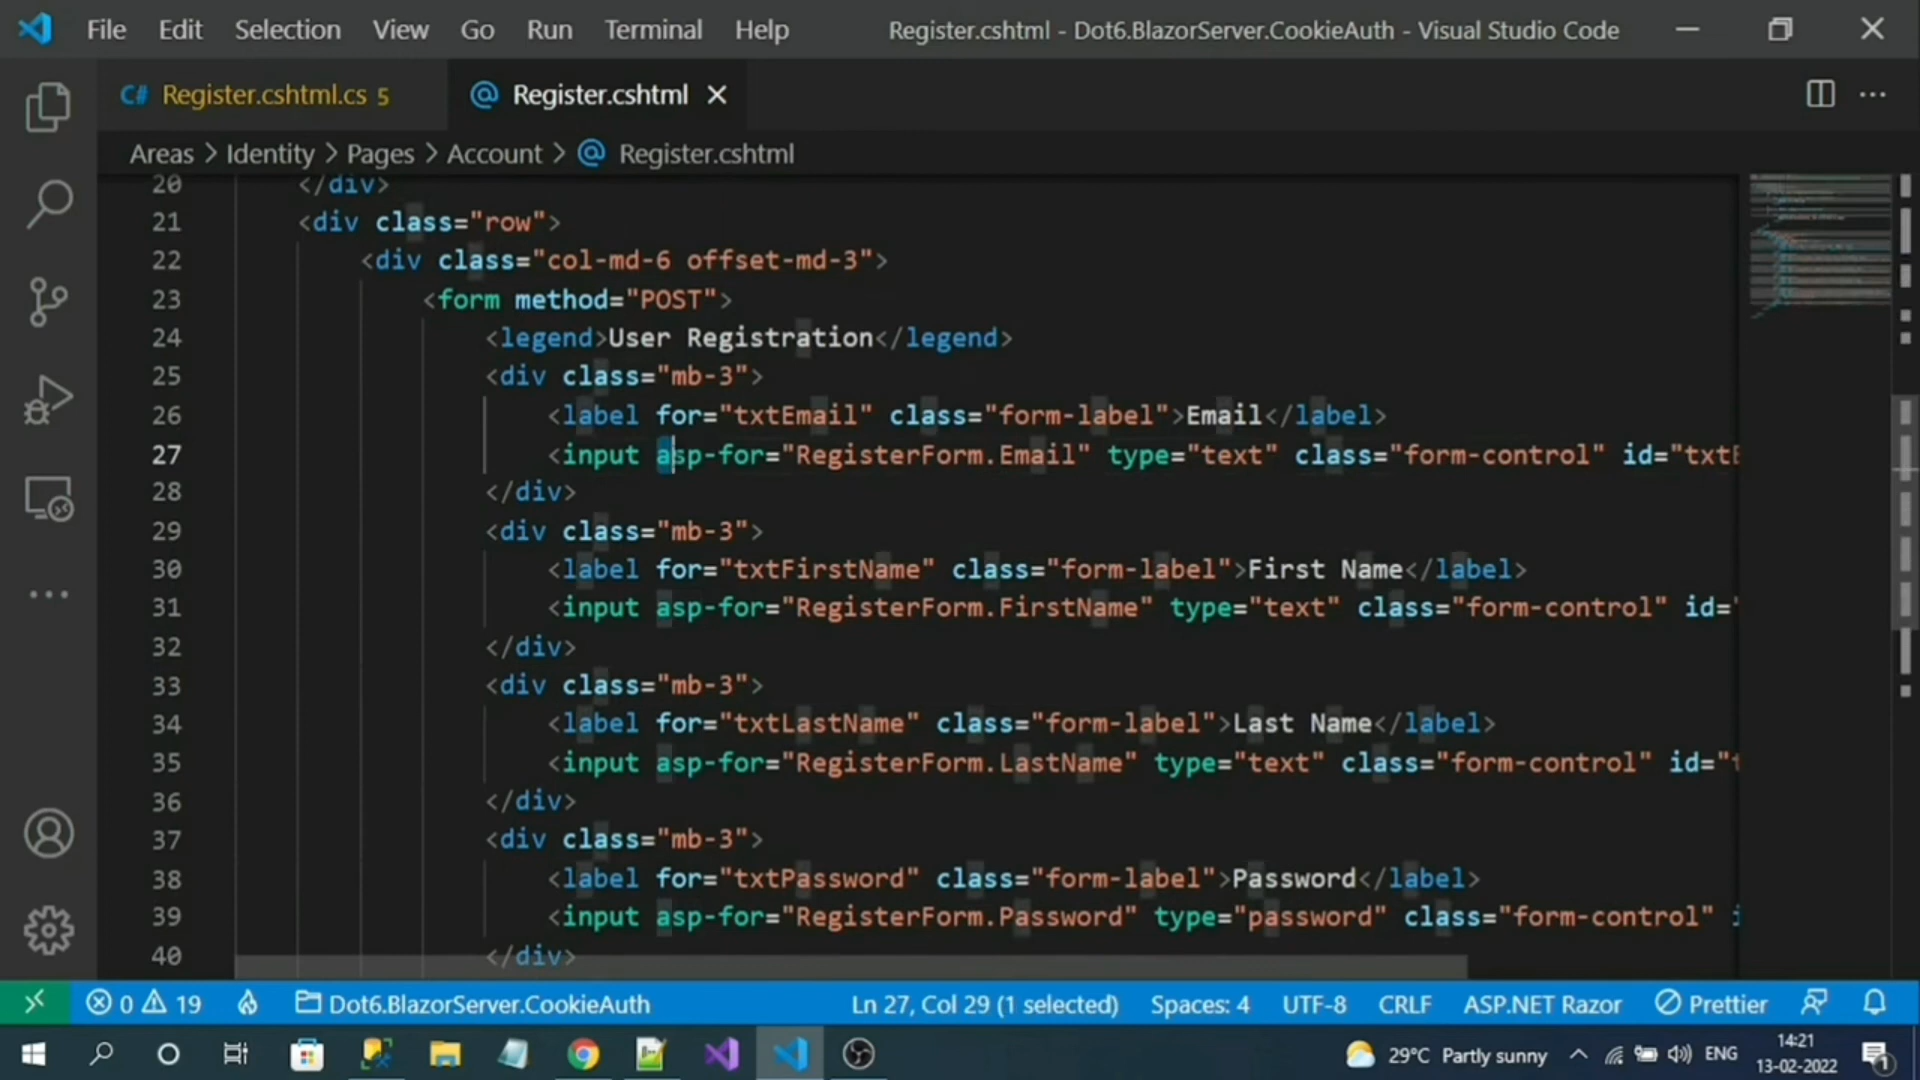 File Edit Selection View Go Run Terminal Help Register.cshtml - Dot6.BlazorServer.CookieAuth - Visual Studio Code
C# Register.cshtml.cs 5 @ Register.cshtml
Areas > Identity > Pages > Account > @ Register.cshtml
20 </div>
21 <div class="row">
22 <div class="col-md-6 offset-md-3">
23 <form method="POST">
24 <legend>User Registration</legend>
25 <div class="mb-3">
26 <label for="txtEmail" class="form-label">Email</label>
27 <input asp-for="RegisterForm.Email" type="text" class="form-control" id="txtE
28 </div>
29 <div class="mb-3">
30 <label for="txtFirstName" class="form-label">First Name</label>
31 <input asp-for="RegisterForm.FirstName" type="text" class="form-control" id="
32 </div>
33 <div class="mb-3">
34 <label for="txtLastName" class="form-label">Last Name</label>
35 <input asp-for="RegisterForm.LastName" type="text" class="form-control" id="t
36 </div>
37 <div class="mb-3">
38 <label for="txtPassword" class="form-label">Password</label>
39 <input asp-for="RegisterForm.Password" type="password" class="form-control" i
40 </div>
0 19 Dot6.BlazorServer.CookieAuth Ln 27, Col 29 (1 selected) Spaces: 4 UTF-8 CRLF ASP.NET Razor Prettier
29°C Partly sunny ENG 14:21
13-02-2022 1